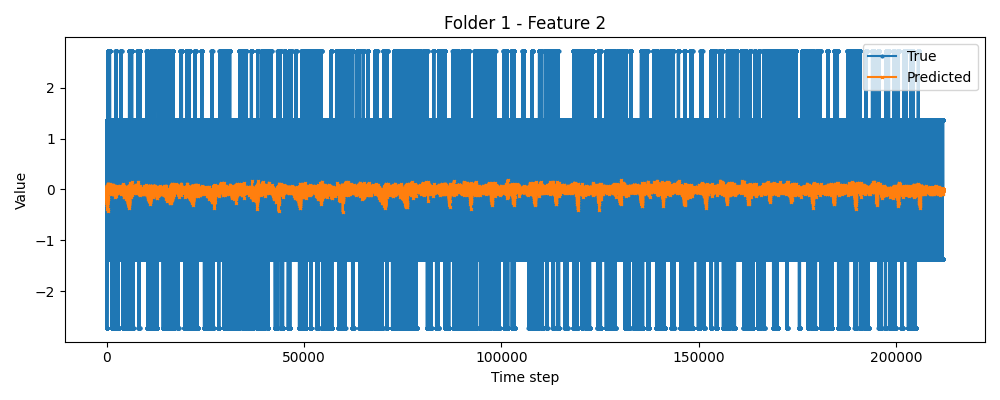 Folder 1 - Feature 2
True
Predicted
Value
2
1
0
−1
−2
0
50000
100000
150000
200000
Time step